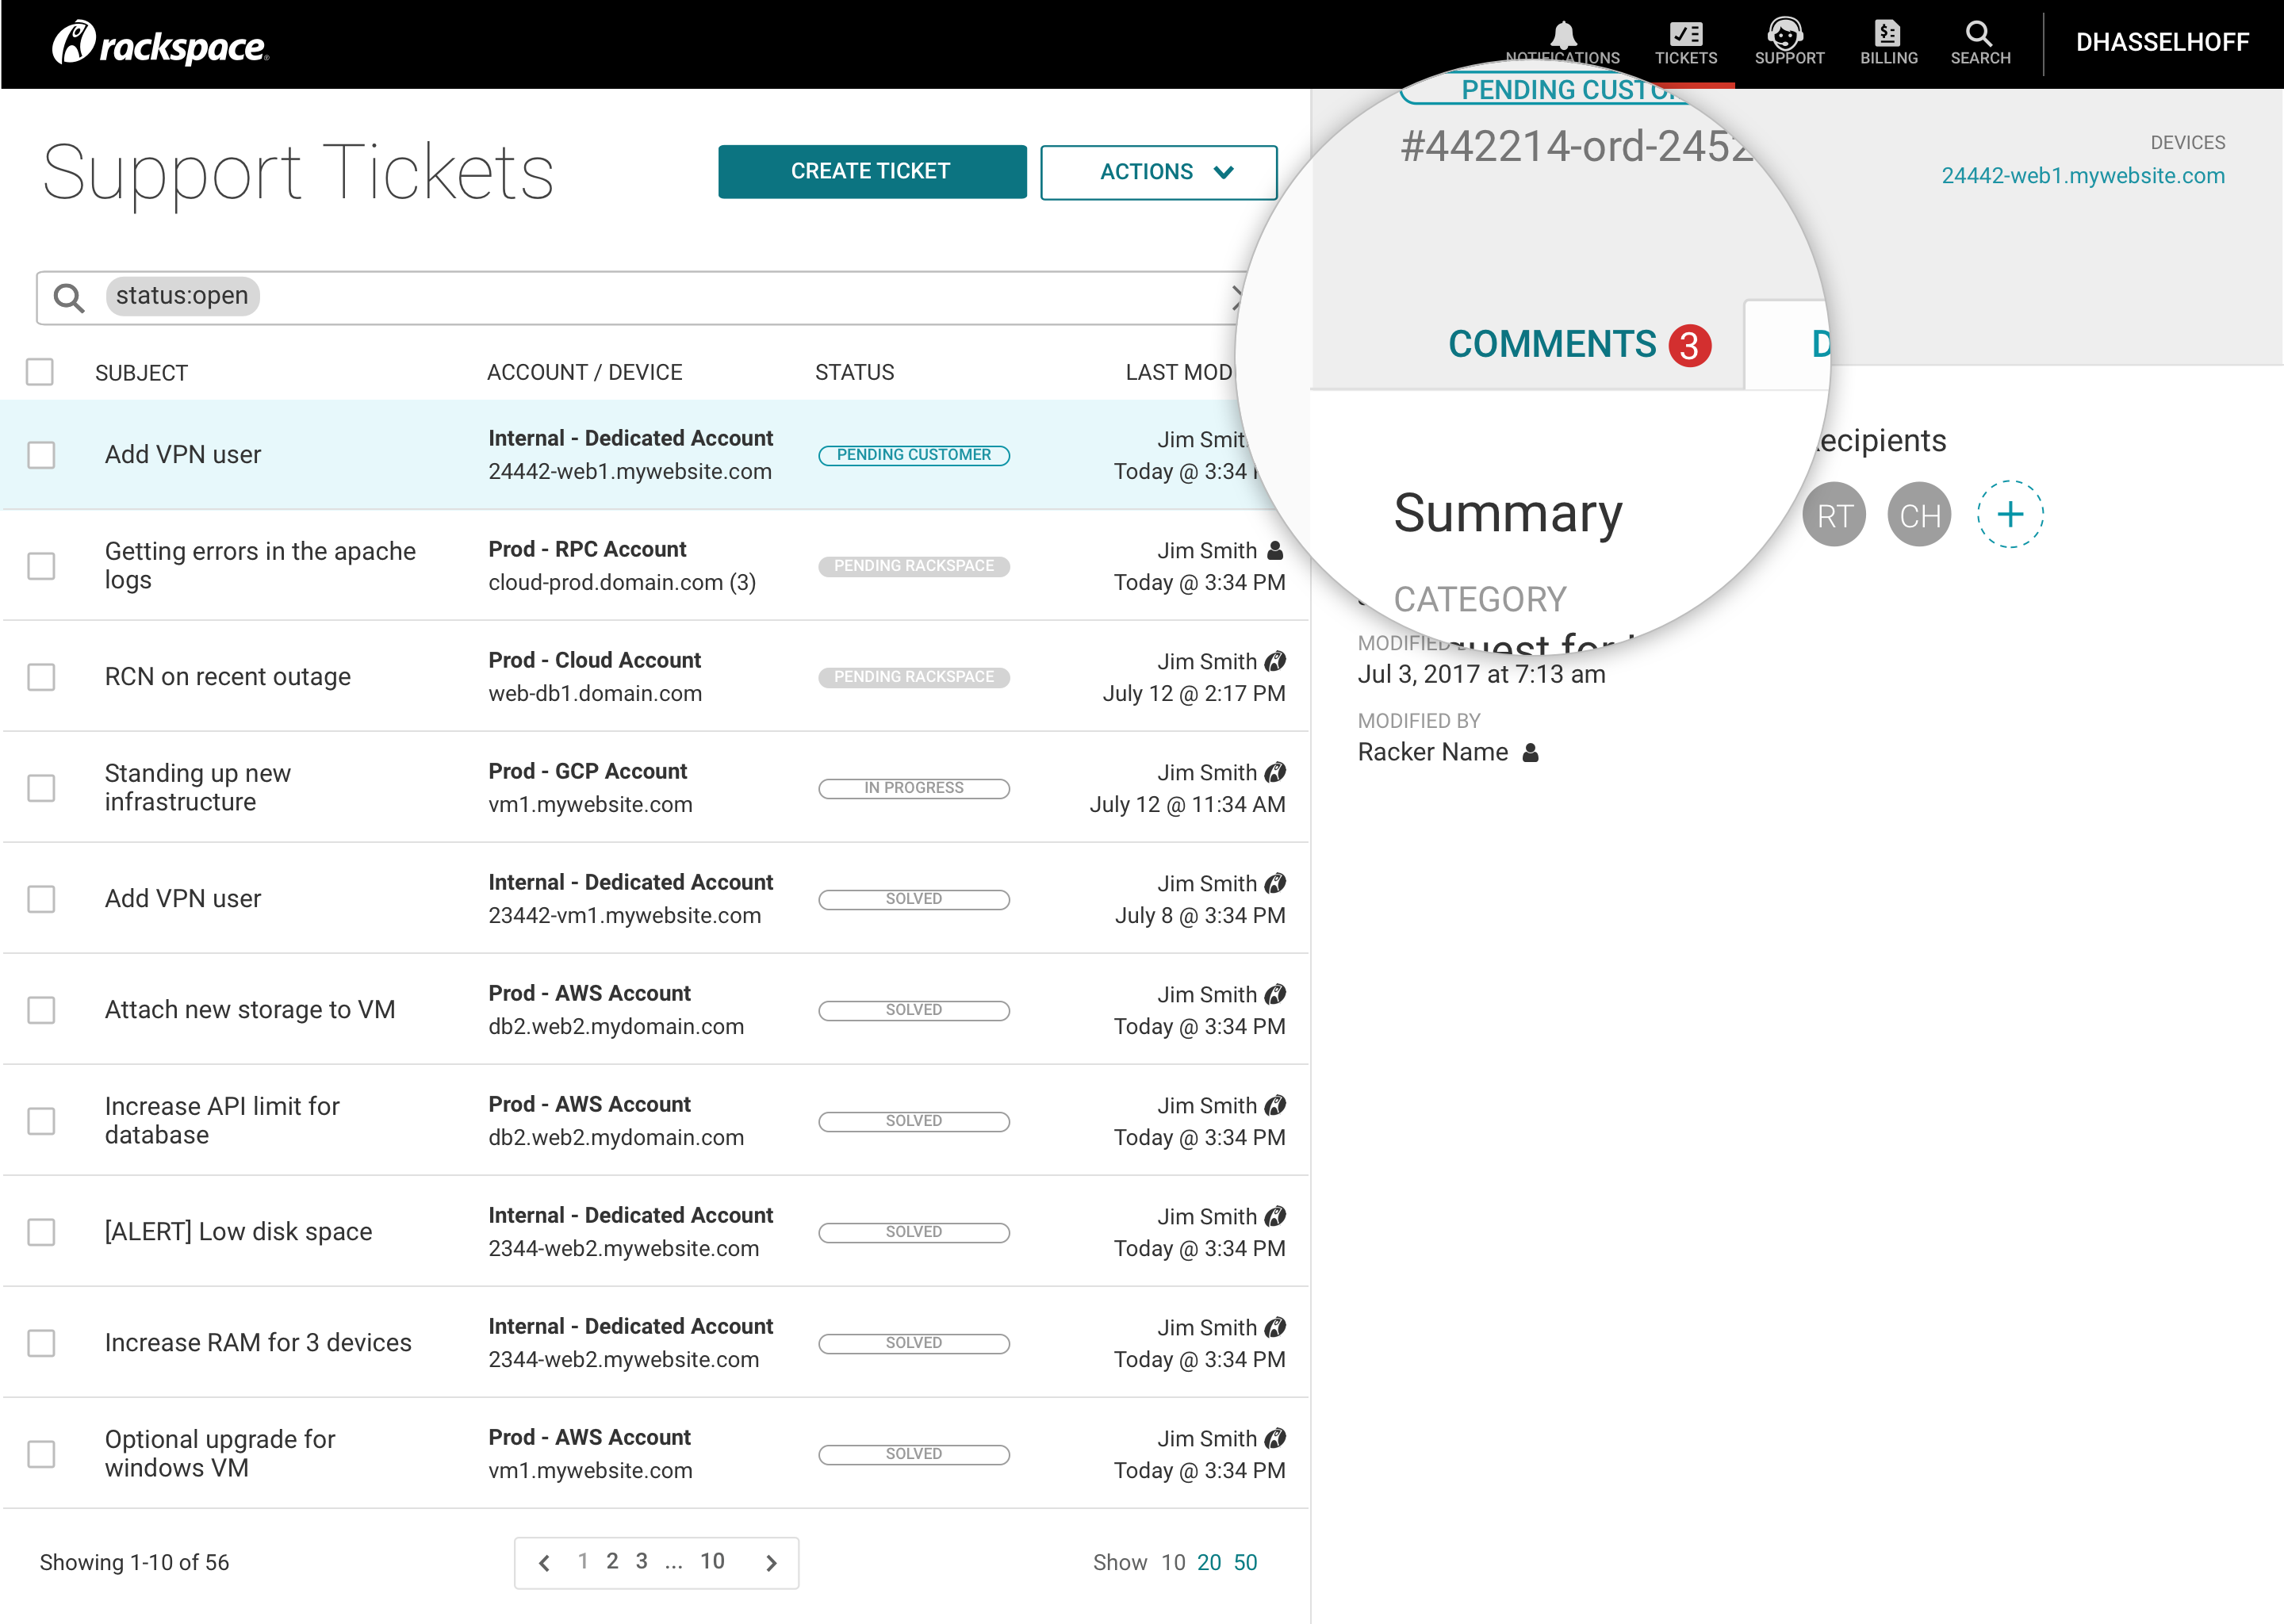 rackspace
NOTIFICATIONS
TICKETS
SUPPORT
BILLING
SEARCH
DHASSELHOFF
Support Tickets
CREATE TICKET
ACTIONS
status:open
SUBJECT
ACCOUNT / DEVICE
STATUS
LAST MOD
Add VPN user
Internal - Dedicated Account
24442-web1.mywebsite.com
PENDING CUSTOMER
Jim Smit
Today @ 3:34
Getting errors in the apache
logs
Prod - RPC Account
cloud-prod.domain.com (3)
PENDING RACKSPACE
Jim Smith
Today @ 3:34 PM
RCN on recent outage
Prod - Cloud Account
web-db1.domain.com
PENDING RACKSPACE
Jim Smith
July 12 @ 2:17 PM
Standing up new
infrastructure
Prod - GCP Account
vm1.mywebsite.com
IN PROGRESS
Jim Smith
July 12 @ 11:34 AM
Add VPN user
Internal - Dedicated Account
23442-vm1.mywebsite.com
SOLVED
Jim Smith
July 8 @ 3:34 PM
Attach new storage to VM
Prod - AWS Account
db2.web2.mydomain.com
SOLVED
Jim Smith
Today @ 3:34 PM
Increase API limit for
database
Prod - AWS Account
db2.web2.mydomain.com
SOLVED
Jim Smith
Today @ 3:34 PM
[ALERT] Low disk space
Internal - Dedicated Account
2344-web2.mywebsite.com
SOLVED
Jim Smith
Today @ 3:34 PM
Increase RAM for 3 devices
Internal - Dedicated Account
2344-web2.mywebsite.com
SOLVED
Jim Smith
Today @ 3:34 PM
Optional upgrade for
windows VM
Prod - AWS Account
vm1.mywebsite.com
SOLVED
Jim Smith
Today @ 3:34 PM
Showing 1-10 of 56
1 2 3 ... 10
Show 10 20 50
PENDING CUSTO
#442214-ord-2452
DEVICES
24442-web1.mywebsite.com
COMMENTS 3
D
Summary
CATEGORY
quest for
ecipients
RT CH +
MODIFIED
Jul 3, 2017 at 7:13 am
MODIFIED BY
Racker Name